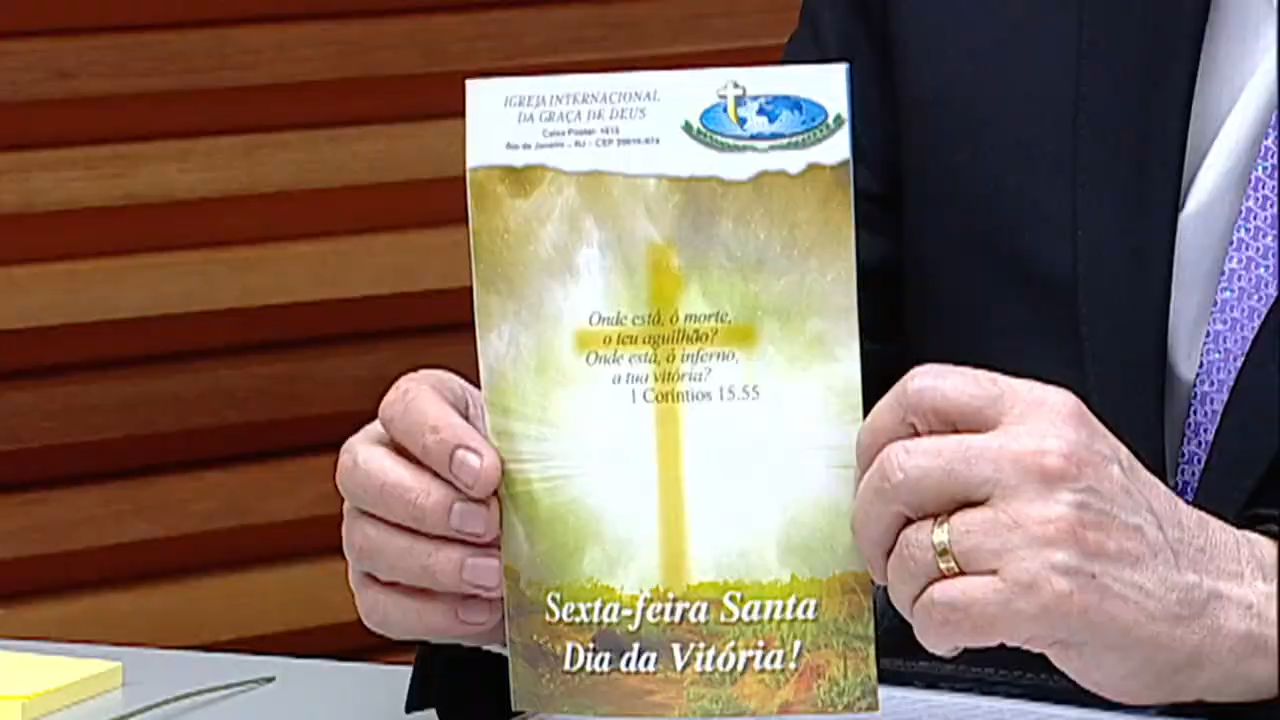 IGREJA INTERNACIONAL
DA GRAÇA DE DEUS
Caixa Postal:
Rio de Janeiro - RJ - CEP
Onde está, ó morte,
o teu aguilhão?
Onde está, ó inferno,
a tua vitória?
1 Coríntios 15.55
Sexta-feira Santa
Dia da Vitória!